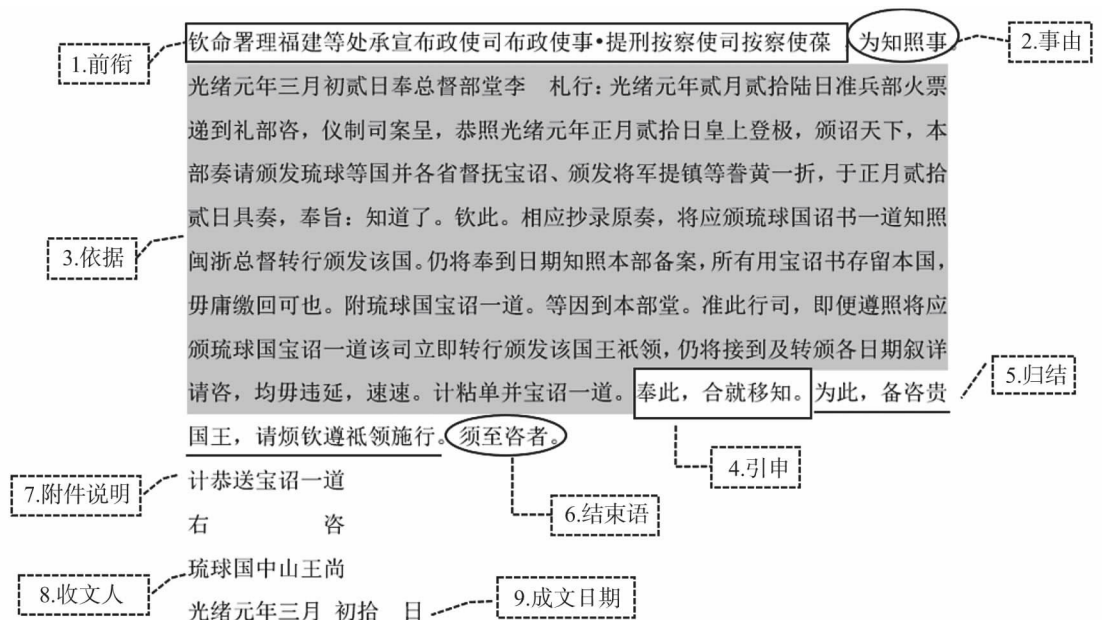 钦命署理福建等处承宣布政使司布政使事•提刑按察使司按察使葆 为知照事。
1.前衔
2.事由
光绪元年三月初贰日奉总督部堂李 札行：光绪元年贰月贰拾陆日准兵部火票
递到礼部咨，仪制司案呈，恭照光绪元年正月贰拾日皇上登极，颁诏天下，本
部奏请颁发琉球等国并各省督抚宝诏、颁发将军提镇等誊黄一折，于正月贰拾
贰日具奏，奉旨：知道了。钦此。相应抄录原奏，将应颁琉球国诏书一道知照
3.依据
闽浙总督转行颁发该国。仍将奉到日期知照本部备案，所有用宝诏书存留本国，
毋庸缴回可也。附琉球国宝诏一道。等因到本部堂。准此行司，即便遵照将应
颁琉球国宝诏一道该司立即转行颁发该国王祇领，仍将接到及转颁各日期叙详
请咨，均毋违延，速速。计粘单并宝诏一道。奉此，合就移知。为此，备咨贵
5.归结
国王，请烦钦遵祇领施行。须至咨者。
4.引申
计恭送宝诏一道
7.附件说明
6.结束语
右 咨
琉球国中山王尚
8.收文人
光绪元年三月 初拾 日
9.成文日期